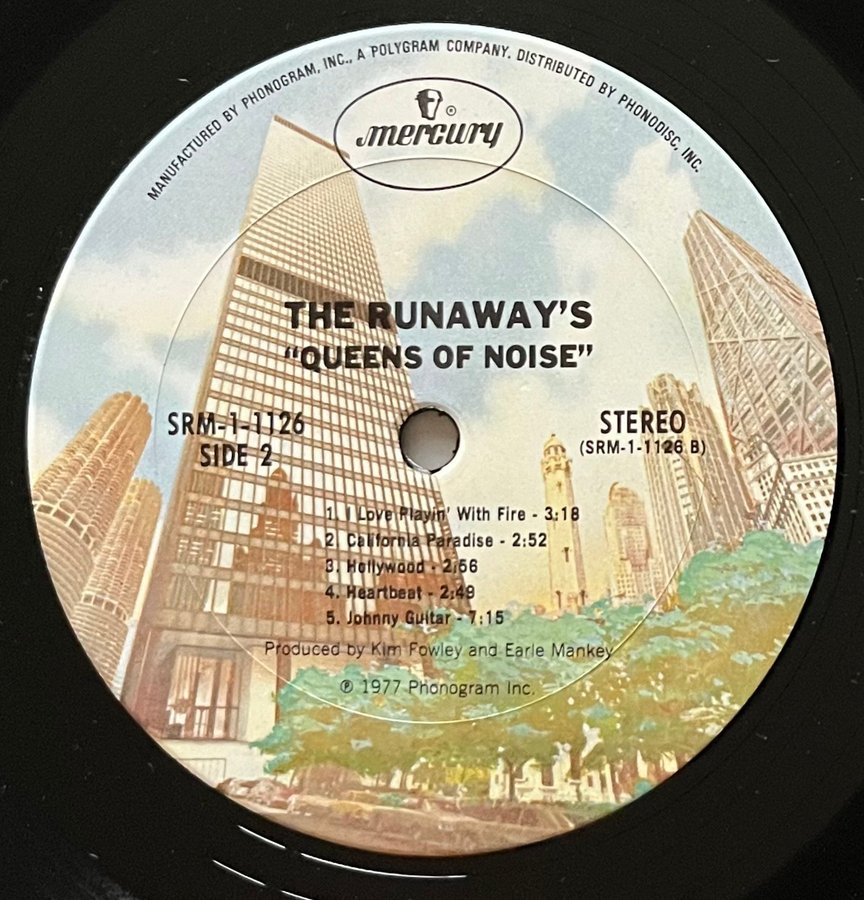 MANUFACTURED BY PHONOGRAM, INC., A POLYGRAM COMPANY. DISTRIBUTED BY PHONODISC, INC.
mercury ®
THE RUNAWAY'S
"QUEENS OF NOISE"
SRM-1-1126
SIDE 2
STEREO
(SRM-1-1126 B)
1. I Love Playin' With Fire - 3:18
2. California Paradise - 2:52
3. Hollywood - 2:56
4. Heartbeat - 2:49
5. Johnny Guitar - 7:15
Produced by Kim Fowley and Earle Mankey
℗ 1977 Phonogram Inc.